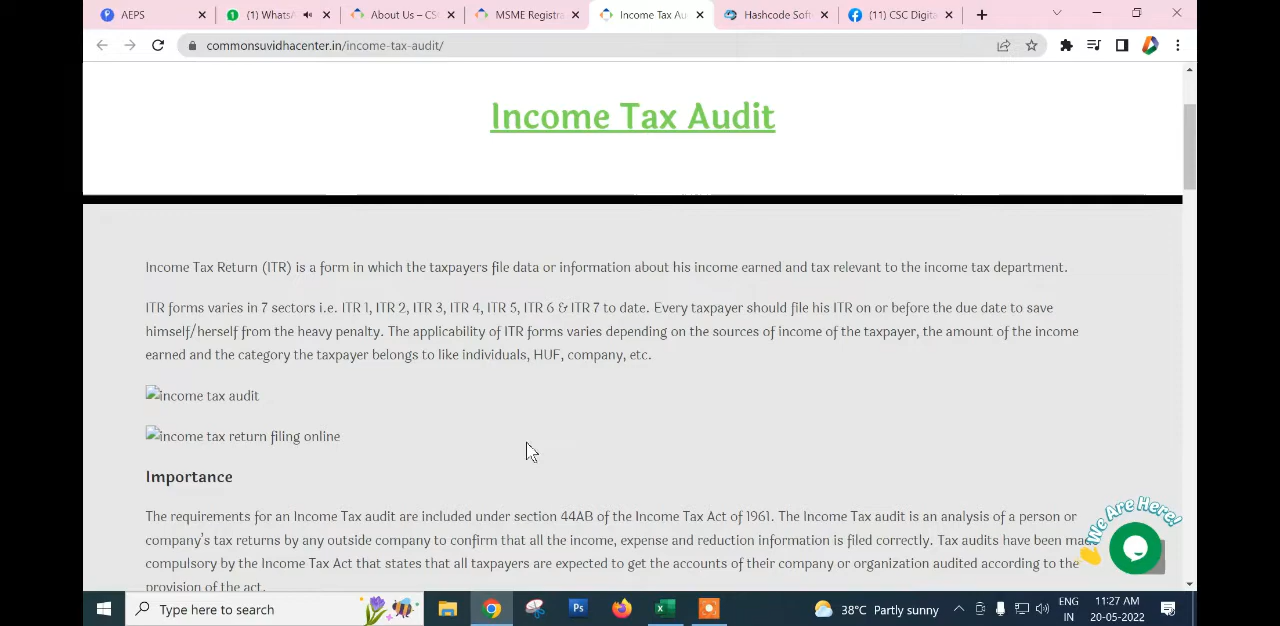 AEPS
(1) Whats
About Us – CSC
MSME Registra
Income Tax Au
Hashcode Soft
(11) CSC Digita
commonsuvidhacenter.in/income-tax-audit/
Income Tax Audit
Income Tax Return (ITR) is a form in which the taxpayers file data or information about his income earned and tax relevant to the income tax department.
ITR forms varies in 7 sectors i.e. ITR 1, ITR 2, ITR 3, ITR 4, ITR 5, ITR 6 & ITR 7 to date. Every taxpayer should file his ITR on or before the due date to save
himself/herself from the heavy penalty. The applicability of ITR forms varies depending on the sources of income of the taxpayer, the amount of the income
earned and the category the taxpayer belongs to like individuals, HUF, company, etc.
income tax audit
income tax return filing online
Importance
The requirements for an Income Tax audit are included under section 44AB of the Income Tax Act of 1961. The Income Tax audit is an analysis of a person or
company's tax returns by any outside company to confirm that all the income, expense and reduction information is filed correctly. Tax audits have been mad
compulsory by the Income Tax Act that states that all taxpayers are expected to get the accounts of their company or organization audited according to the
provision of the act.
We Are Here!
Type here to search
Ps
38°C Partly sunny
ENG
IN
11:27 AM
20-05-2022